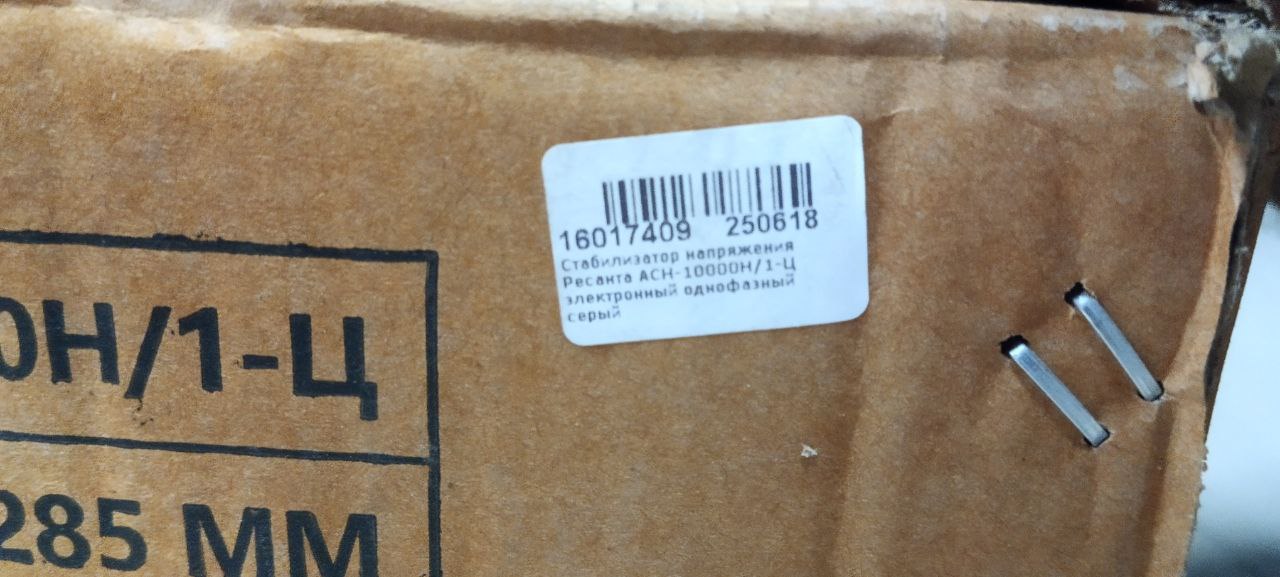 16017409 250618
Стабилизатор напряжения
Ресанта АСН-10000Н/1-Ц
электронный однофазный
серый
0Н/1-Ц
285 ММ